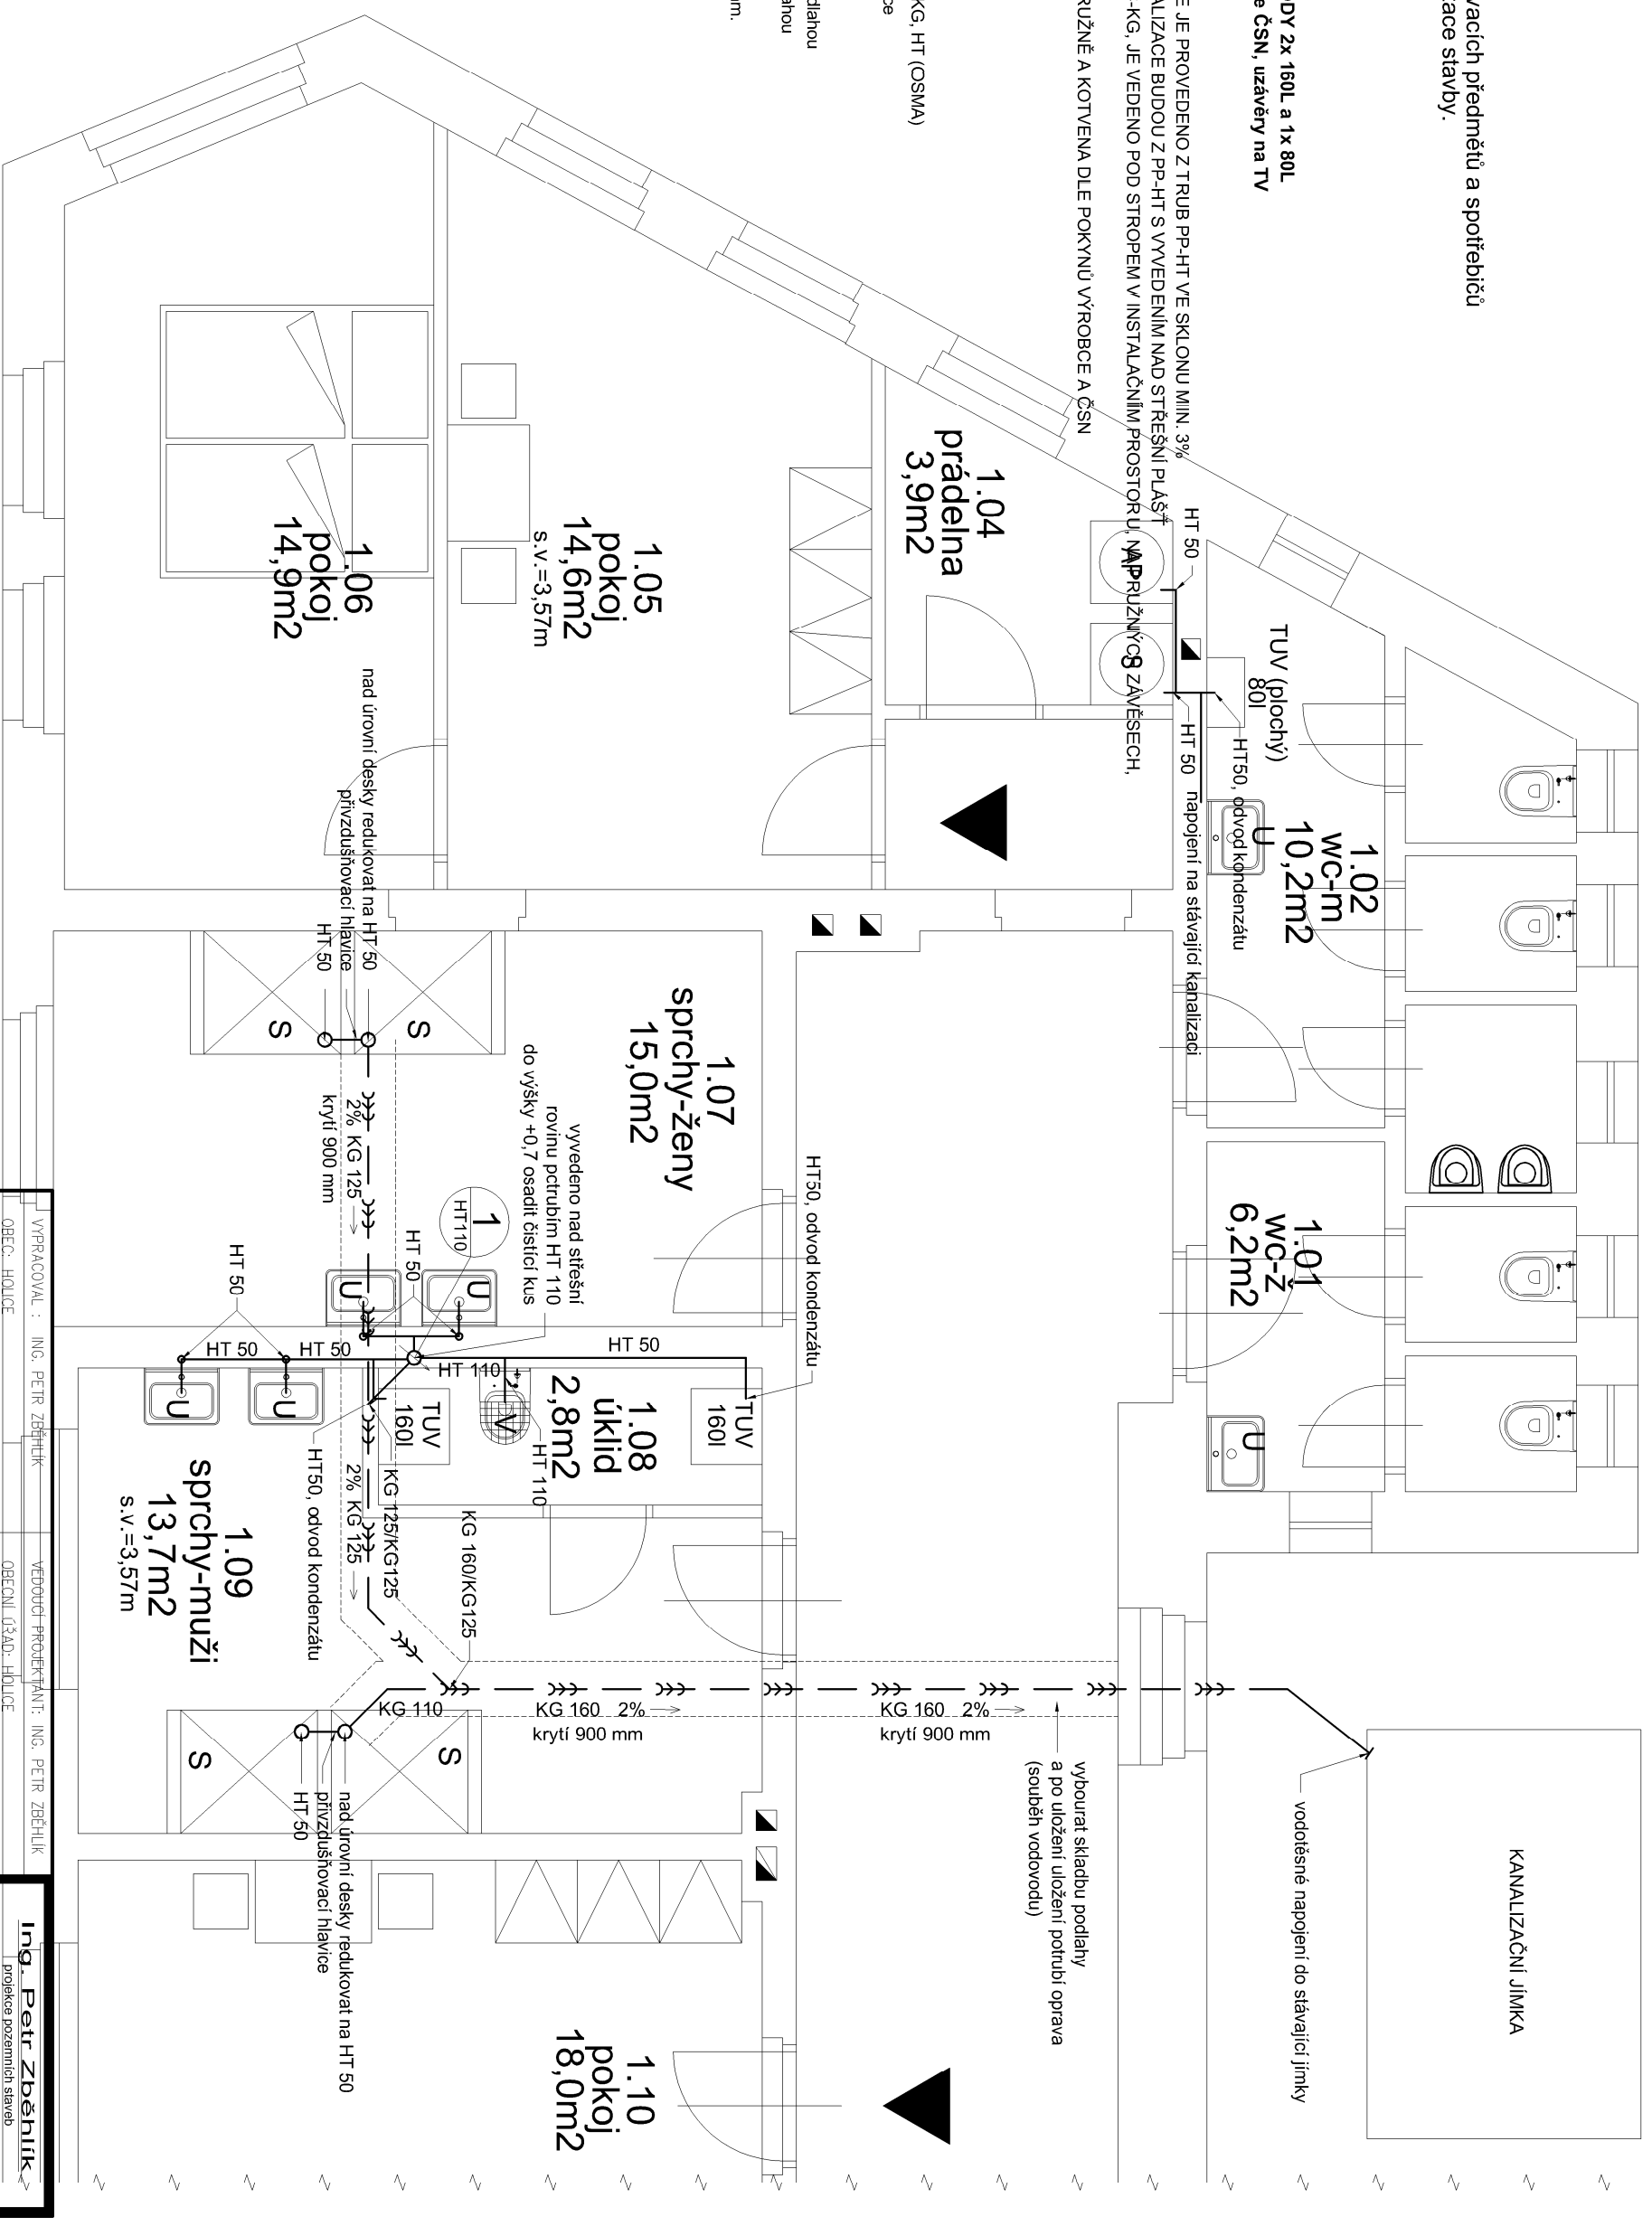 vacích předmětů a spotřebičů
ace stavby.
DY 2x 160L a 1x 80L
e ČSN, uzávěry na TV
E JE PROVEDENO Z TRUB PP-HT VE SKLONU MIN. 3%
ALIZACE BUDOU Z PP-HT S VYVEDENÍM NAD STŘEŠNÍ PLÁŠŤ
-KG, JE VEDENO POD STROPEM V INSTALAČNÍM PROSTORU, NA PRUŽNÝCH ZÁVĚSECH,
RUŽNĚ A KOTVENA DLE POKYNŮ VÝROBCE A ČSN
KG, HT (OSMA)
ce
dlahou
ahou
m.
KANALIZAČNÍ JÍMKA
vodotěsné napojení do stávající jímky
1.02
wc-m
10,2m2
U
TUV (plochý)
80l
HT50, odvod kondenzátu
HT 50
HT 50
napojení na stávající kanalizaci
1.01
wc-ž
6,2m2
U
AP
S
1.04
prádelna
3,9m2
1.05
pokoj
14,6m2
s.v.=3,57m
1.06
pokoj
14,9m2
nad úrovní desky redukovat na HT 50
přivzdušňovací hlavice
HT 50
S
S
1.07
sprchy-ženy
15,0m2
vyvedeno nad střešní
rovinu potrubím HT 110
do výšky +0,7 osadit čistící kus
2% KG 125
krytí 900 mm
1
HT110
HT 50
U
U
HT50, odvod kondenzátu
HT 50
HT 110
HT 50
HT 50
HT 50
TUV
160l
V
HT 110
TUV
160l
1.08
úklid
2,8m2
U
U
KG 125/KG125
2% KG 125
HT50, odvod kondenzátu
KG 160/KG125
1.09
sprchy-muži
13,7m2
s.v.=3,57m
KG 110
KG 160 2%
krytí 900 mm
KG 160 2%
krytí 900 mm
vybourat skladbu podlahy
a po uložení uložení potrubí oprava
(souběh vodovodu)
S
S
nad úrovní desky redukovat na HT 50
přivzdušňovací hlavice
HT 50
1.10
pokoj
18,0m2
VYPRACOVAL : ING. PETR ZBĚHLÍK
VEDOUCÍ PROJEKTANT: ING. PETR ZBĚHLÍK
OBEC: HOLICE
OBECNÍ ÚŘAD: HOLICE
Ing. Petr Zběhlík
projekce pozemních staveb